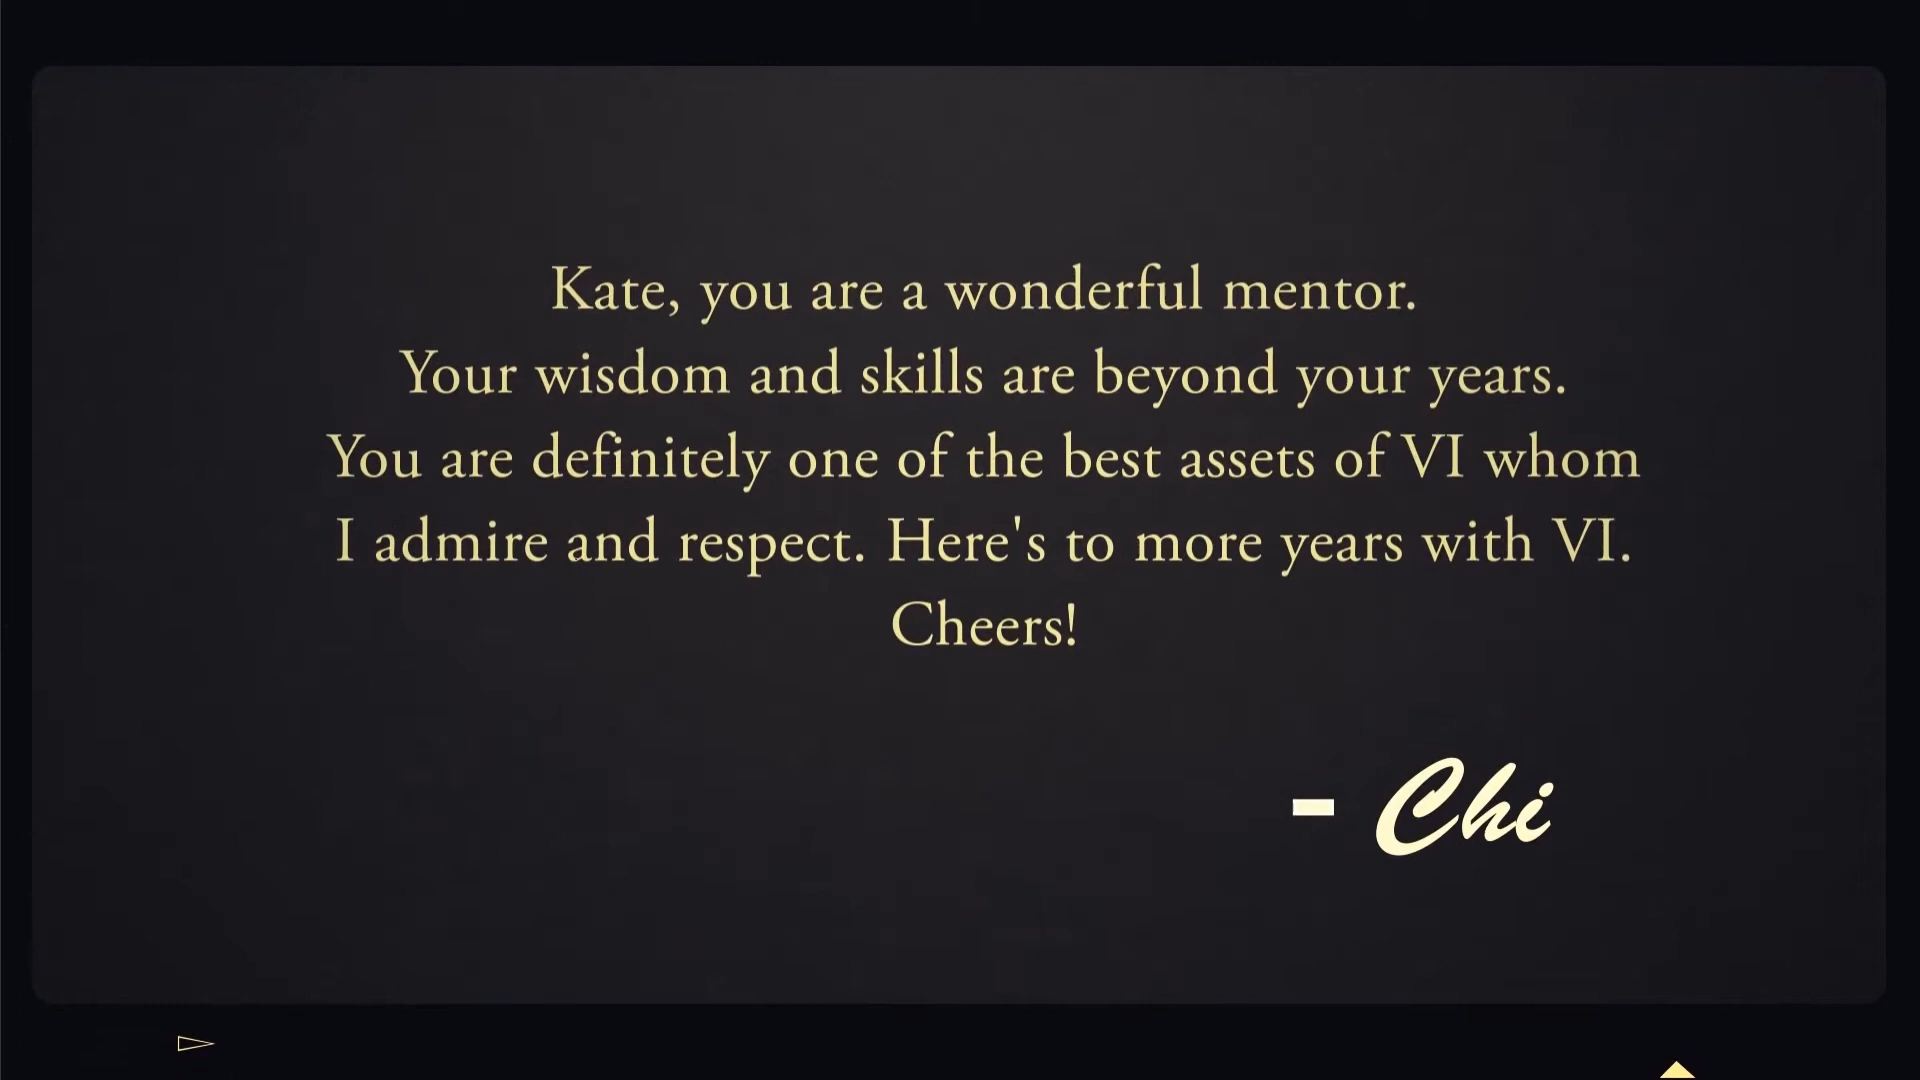 Kate, you are a wonderful mentor.
Your wisdom and skills are beyond your years.
You are definitely one of the best assets of VI whom
I admire and respect. Here's to more years with VI.
Cheers!
- Chi